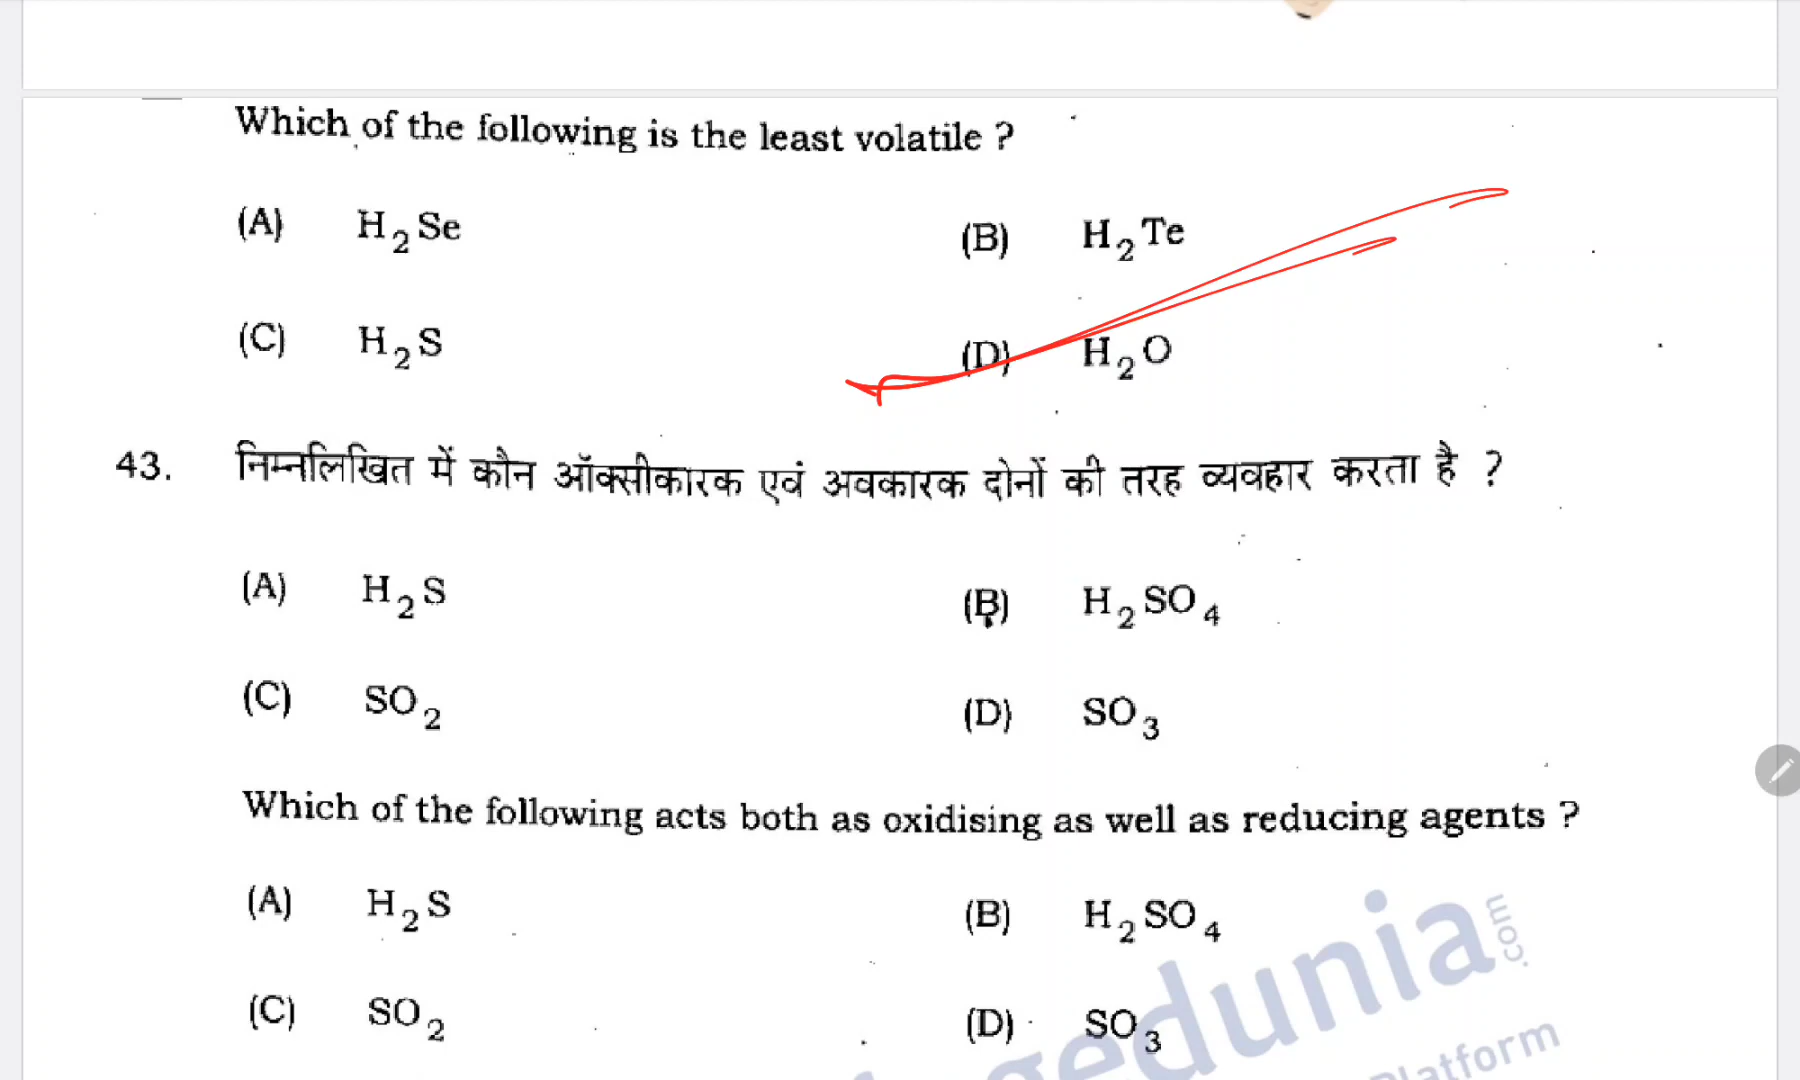 Which of the following is the least volatile ?
(A) H₂Se (B) H₂Te
(C) H₂S (D) H₂O
43. निम्नलिखित में कौन ऑक्सीकारक एवं अवकारक दोनों की तरह व्यवहार करता है ?
(A) H₂S (B) H₂SO₄
(C) SO₂ (D) SO₃
Which of the following acts both as oxidising as well as reducing agents ?
(A) H₂S (B) H₂SO₄
(C) SO₂ (D) SO₃
gedunia.com
Platform